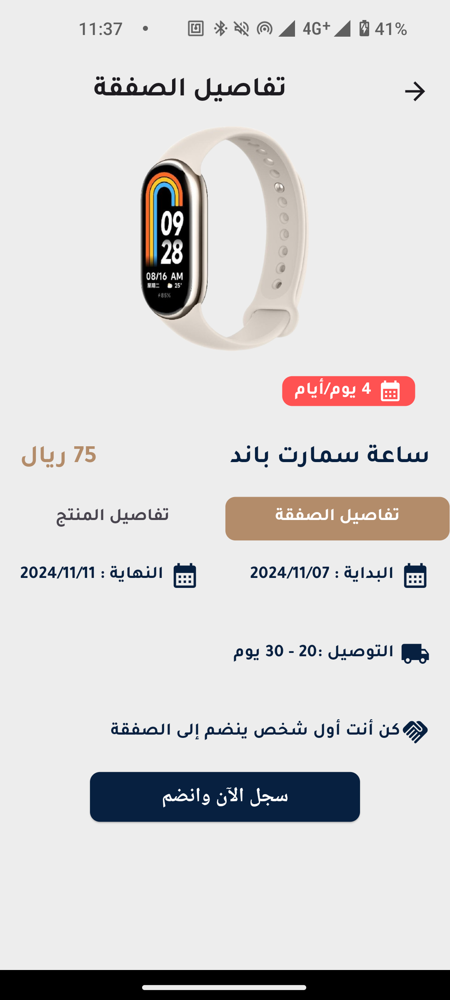 11:37 • 4G+ 41%
تفاصيل الصفقة
09
28
08/16 AM
星期二 25°
85%
4 يوم/أيام
ساعة سمارت باند
75 ريال
تفاصيل الصفقة
تفاصيل المنتج
البداية : 2024/11/07
النهاية : 2024/11/11
التوصيل :20 - 30 يوم
كن أنت أول شخص ينضم إلى الصفقة
سجل الآن وانضم